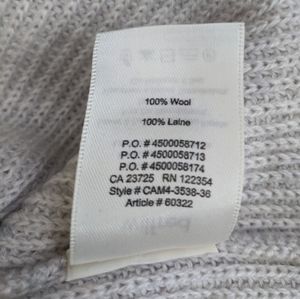 100% Wool
100% Laine
P.O. # 4500058712
P.O. # 4500058713
P.O. # 4500058174
CA 23725 RN 122354
Style # CAM4-3538-36
Article # 60322